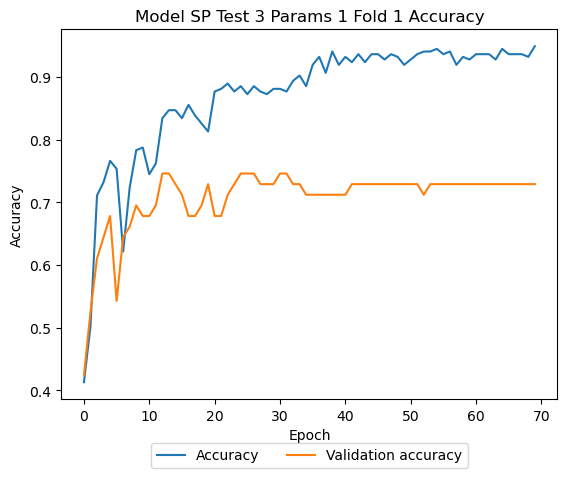 Model SP Test 3 Params 1 Fold 1 Accuracy
Accuracy
0.9
0.8
0.7
0.6
0.5
0.4
0 10 20 30 40 50 60 70
Epoch
Accuracy Validation accuracy